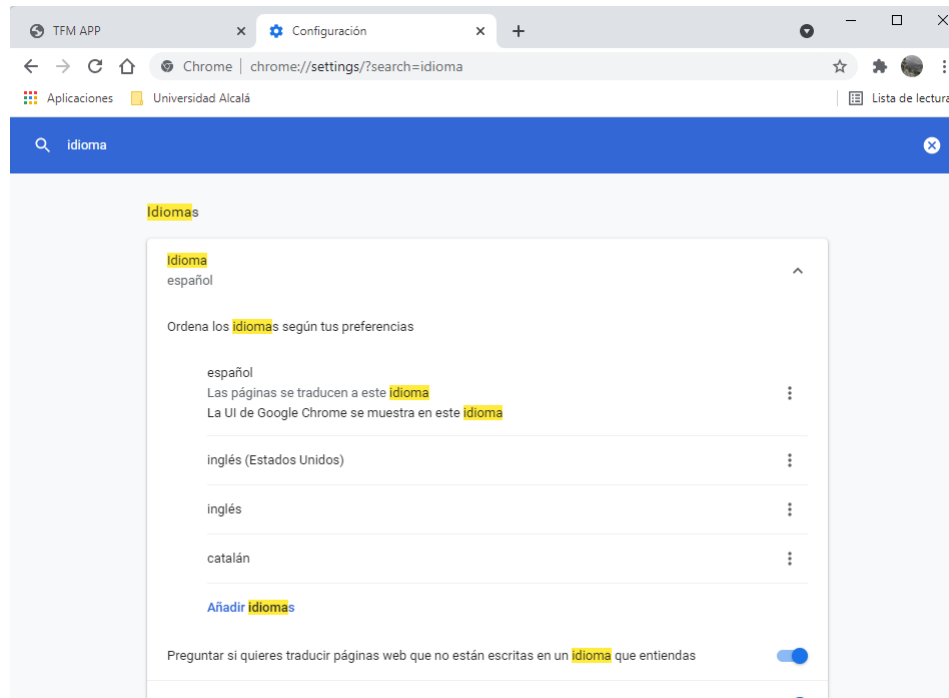 TFM APP
Configuración
Chrome | chrome://settings/?search=idioma
Aplicaciones
Universidad Alcalá
Lista de lectura
idioma
Idiomas
Idioma
español
Ordena los idiomas según tus preferencias
español
Las páginas se traducen a este idioma
La UI de Google Chrome se muestra en este idioma
inglés (Estados Unidos)
inglés
catalán
Añadir idiomas
Preguntar si quieres traducir páginas web que no están escritas en un idioma que entiendas